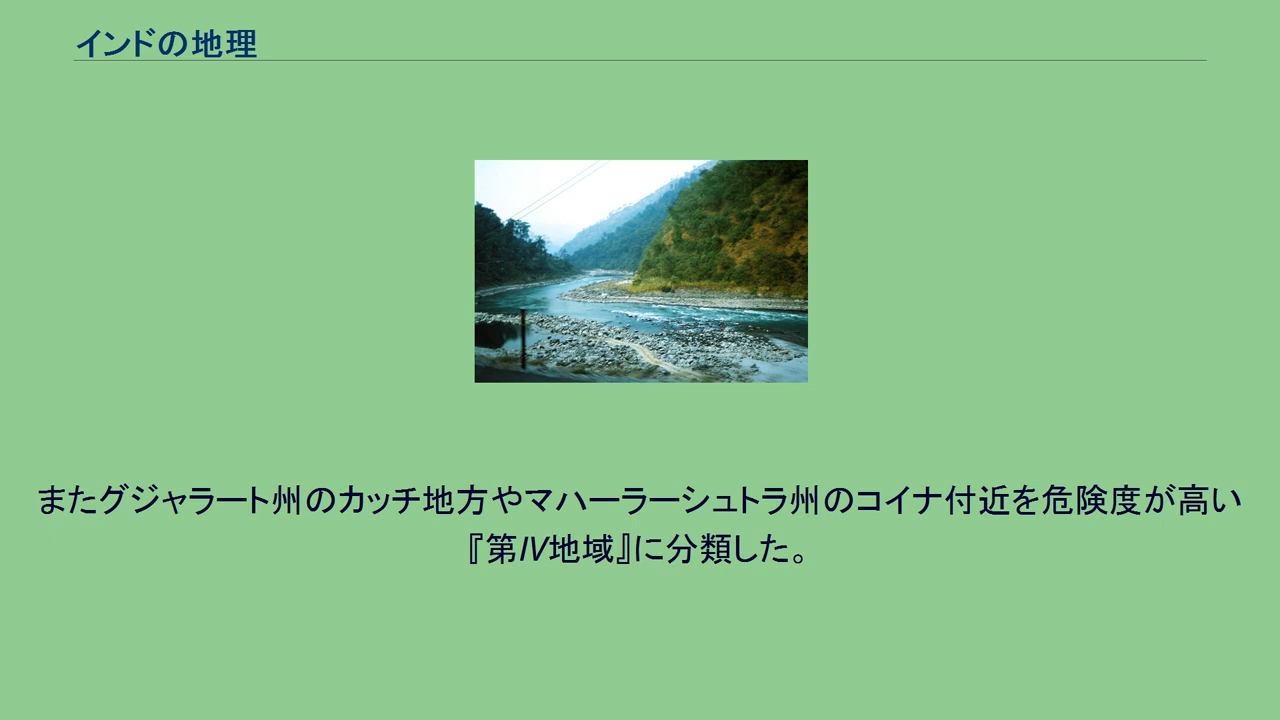 インドの地理
またグジャラート州のカッチ地方やマハーラーシュトラ州のコイナ付近を危険度が高い
『第IV地域』に分類した。